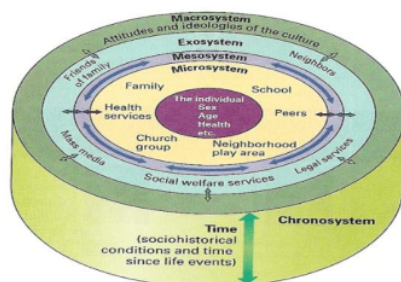 Macrosystem
Attitudes and ideologies of the culture
Exosystem
Mesosystem
Microsystem
Friends
of family
Neighbors
Family
School
Health
services
The individual
Sex
Age
Health
etc.
Peers
Church
group
Neighborhood
play area
Mass media
Social welfare services
Legal services
Time
(sociohistorical
conditions and time
since life events)
Chronosystem